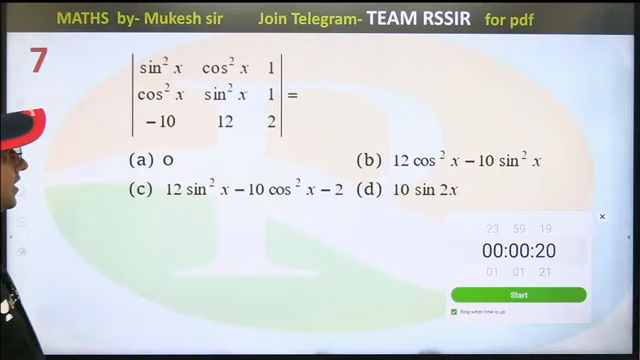 MATHS by- Mukesh sir Join Telegram- TEAM RSSIR for pdf
7
sin² x cos² x 1
cos² x sin² x 1 =
−10 12 2
(a) 0 (b) 12 cos² x − 10 sin² x
(c) 12 sin² x − 10 cos² x − 2 (d) 10 sin 2x
23 59 19
00:00:20
01 01 21
Start
Ring when time is up